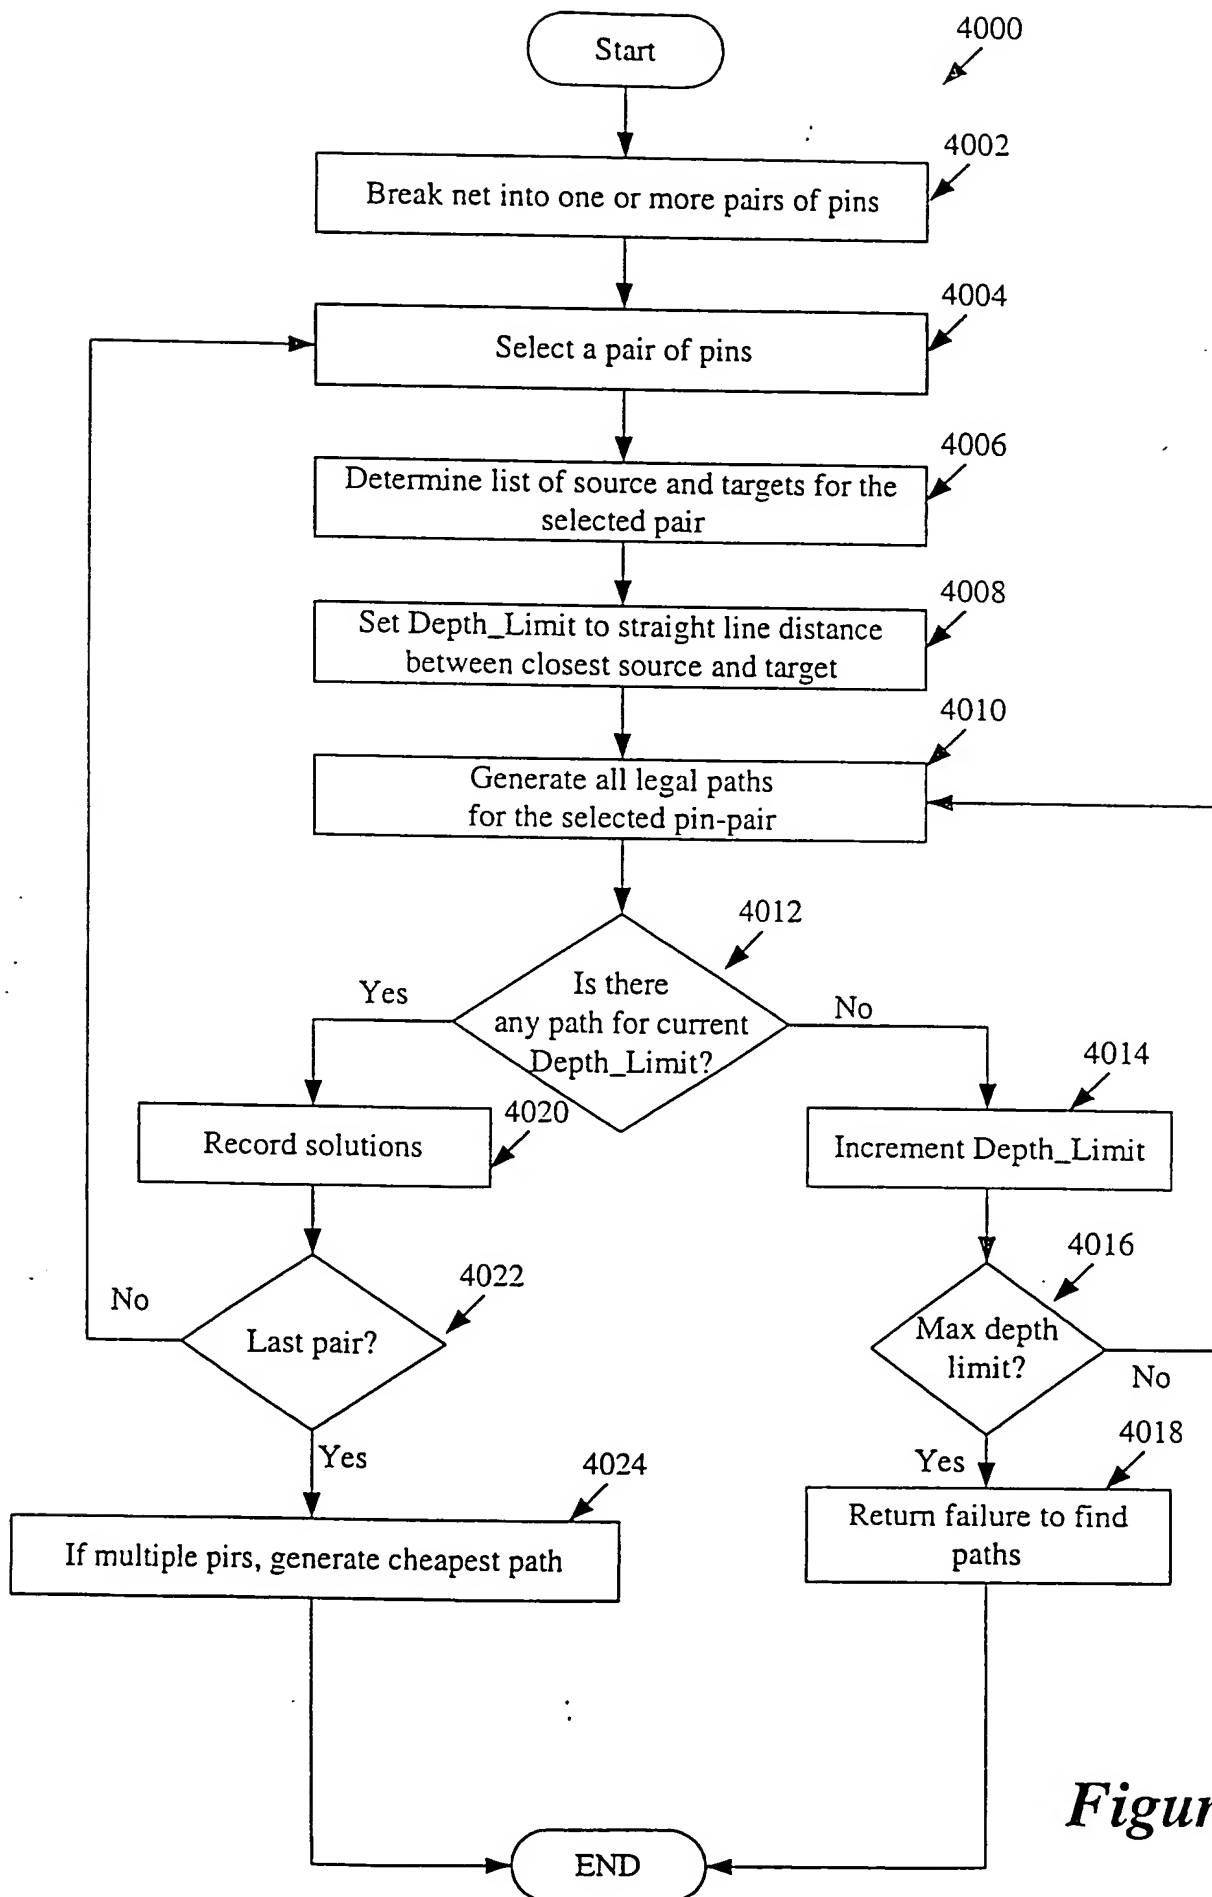 Start
4000
4002
Break net into one or more pairs of pins
4004
Select a pair of pins
4006
Determine list of source and targets for the
selected pair
4008
Set Depth_Limit to straight line distance
between closest source and target
4010
Generate all legal paths
for the selected pin-pair
4012
Is there
any path for current
Depth_Limit?
Yes
No
4014
Increment Depth_Limit
4020
Record solutions
4016
Max depth
limit?
No
4022
Last pair?
No
Yes
4018
Yes
Return failure to find
paths
4024
If multiple pirs, generate cheapest path
END
Figur